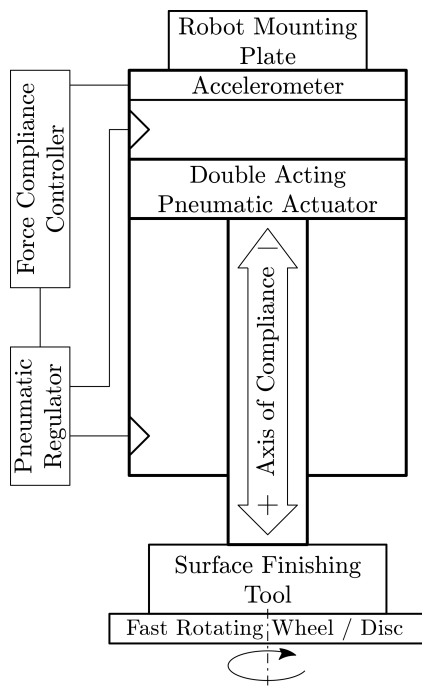 Robot Mounting
Plate
Accelerometer
Force Compliance
Controller
Double Acting
Pneumatic Actuator
−
Axis of Compliance
+
Pneumatic
Regulator
Surface Finishing
Tool
Fast Rotating Wheel / Disc